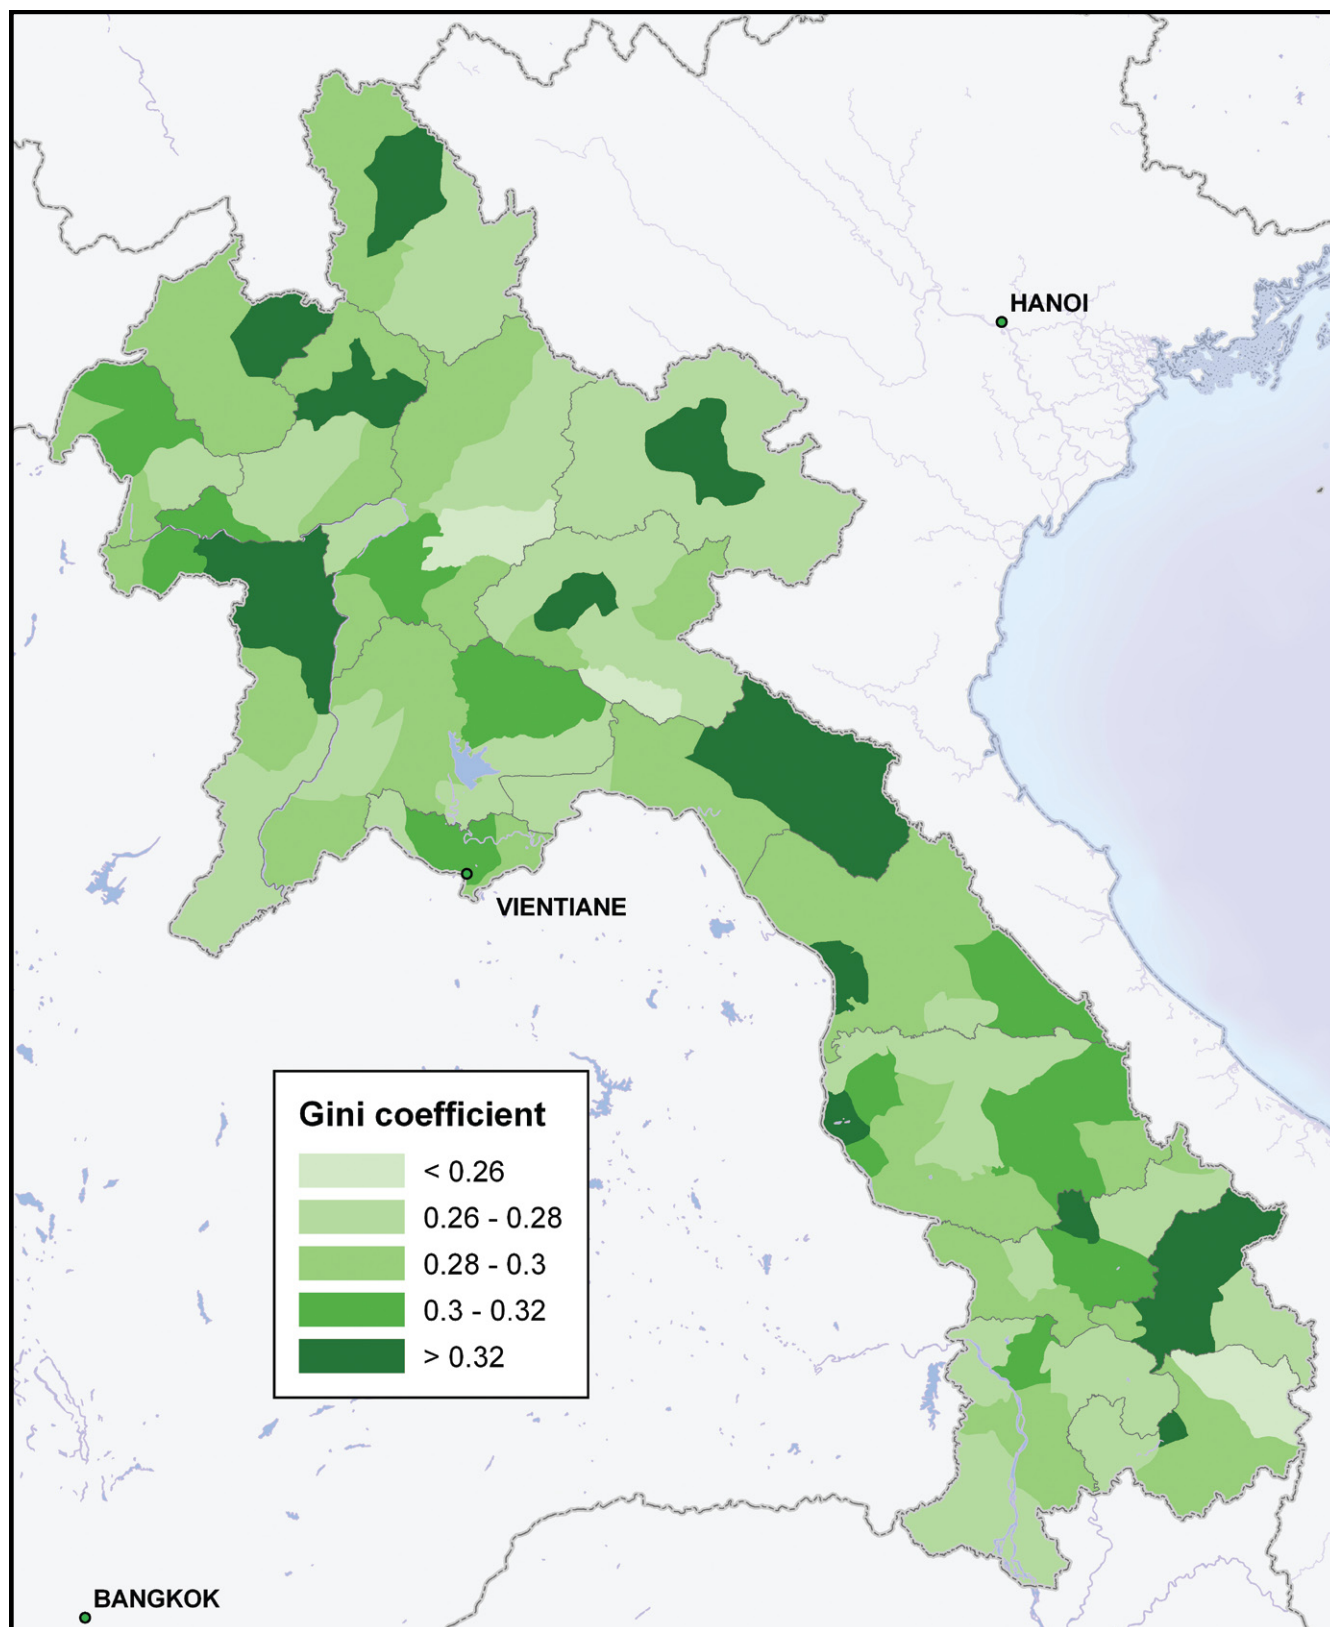 HANOI
VIENTIANE
Gini coefficient
< 0.26
0.26 - 0.28
0.28 - 0.3
0.3 - 0.32
> 0.32
BANGKOK